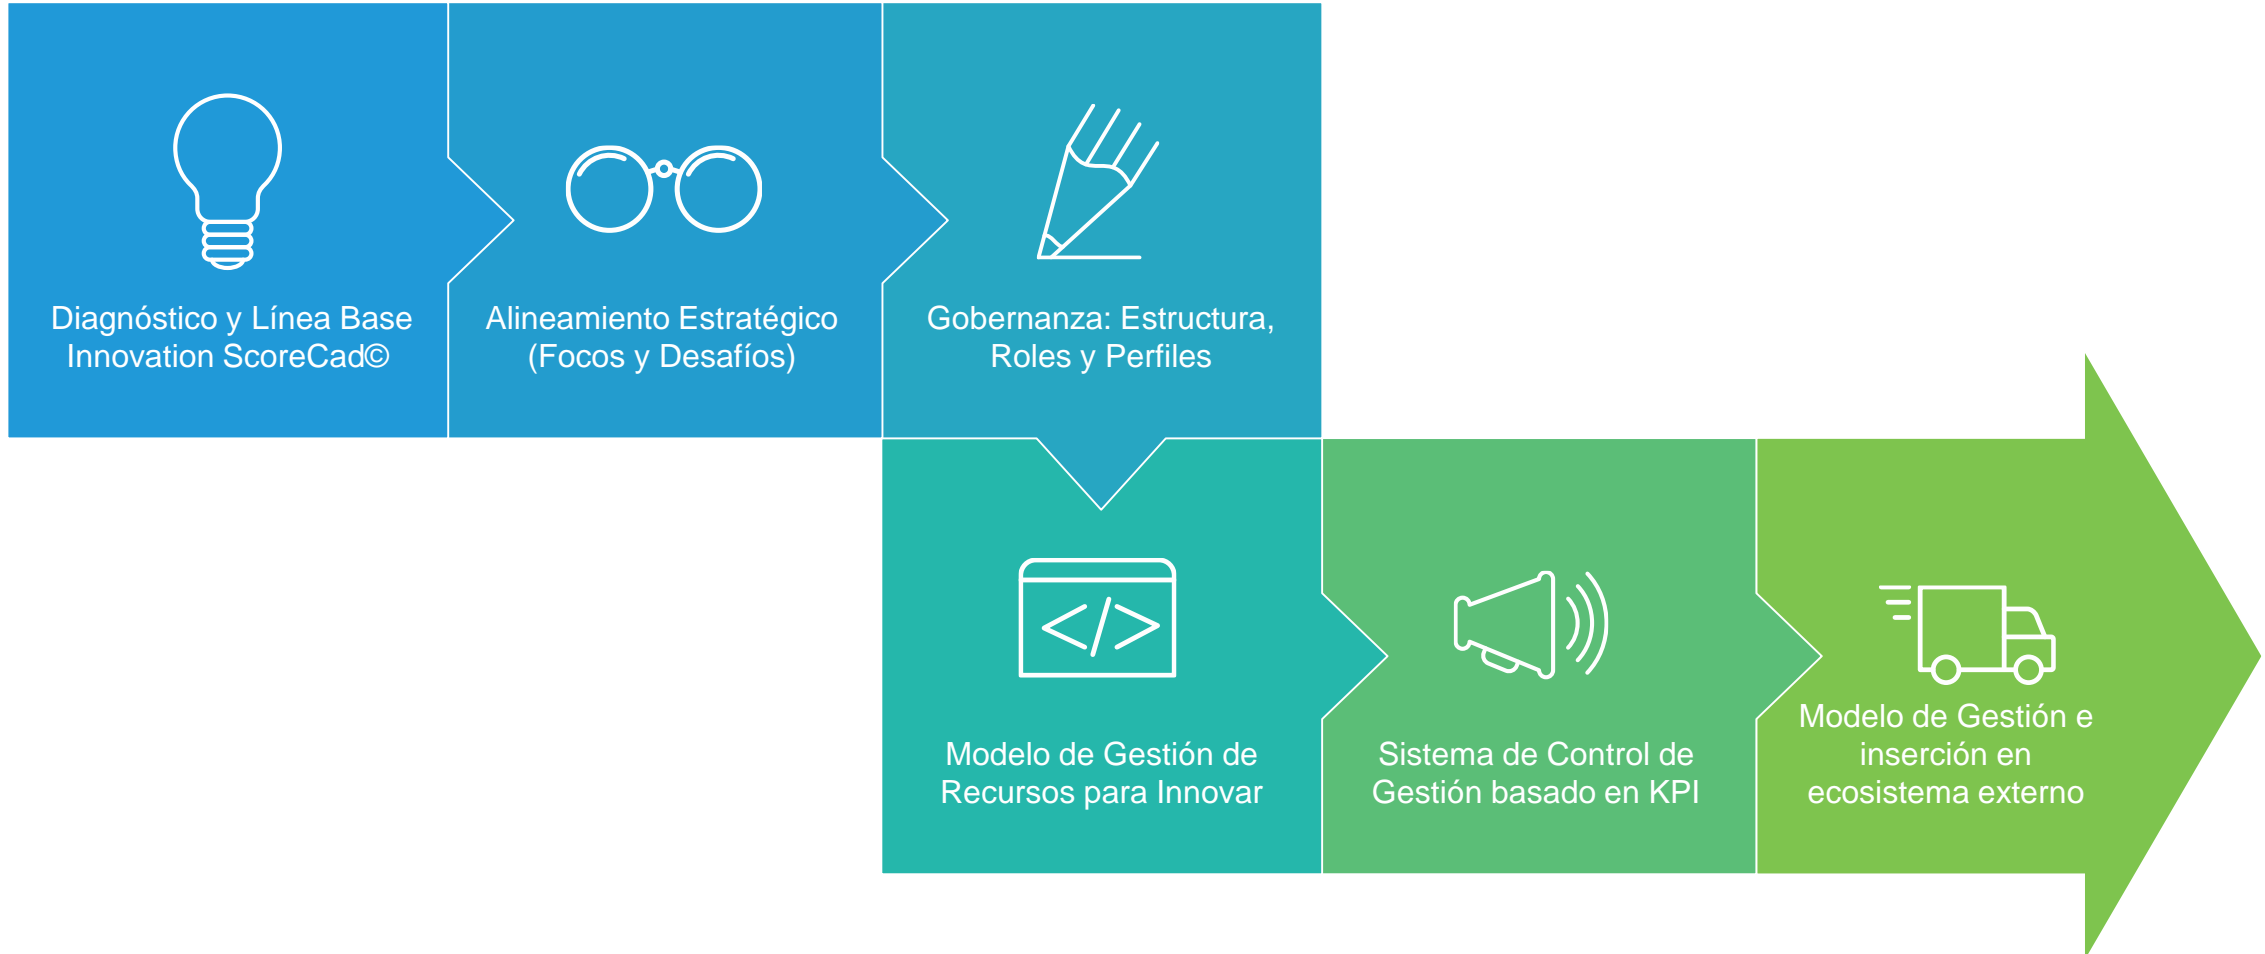 Diagnóstico y Línea Base
Innovation ScoreCad©
Alineamiento Estratégico
(Focos y Desafíos)
Gobernanza: Estructura,
Roles y Perfiles
</>
Modelo de Gestión de
Recursos para Innovar
Sistema de Control de
Gestión basado en KPI
Modelo de Gestión e
inserción en
ecosistema externo